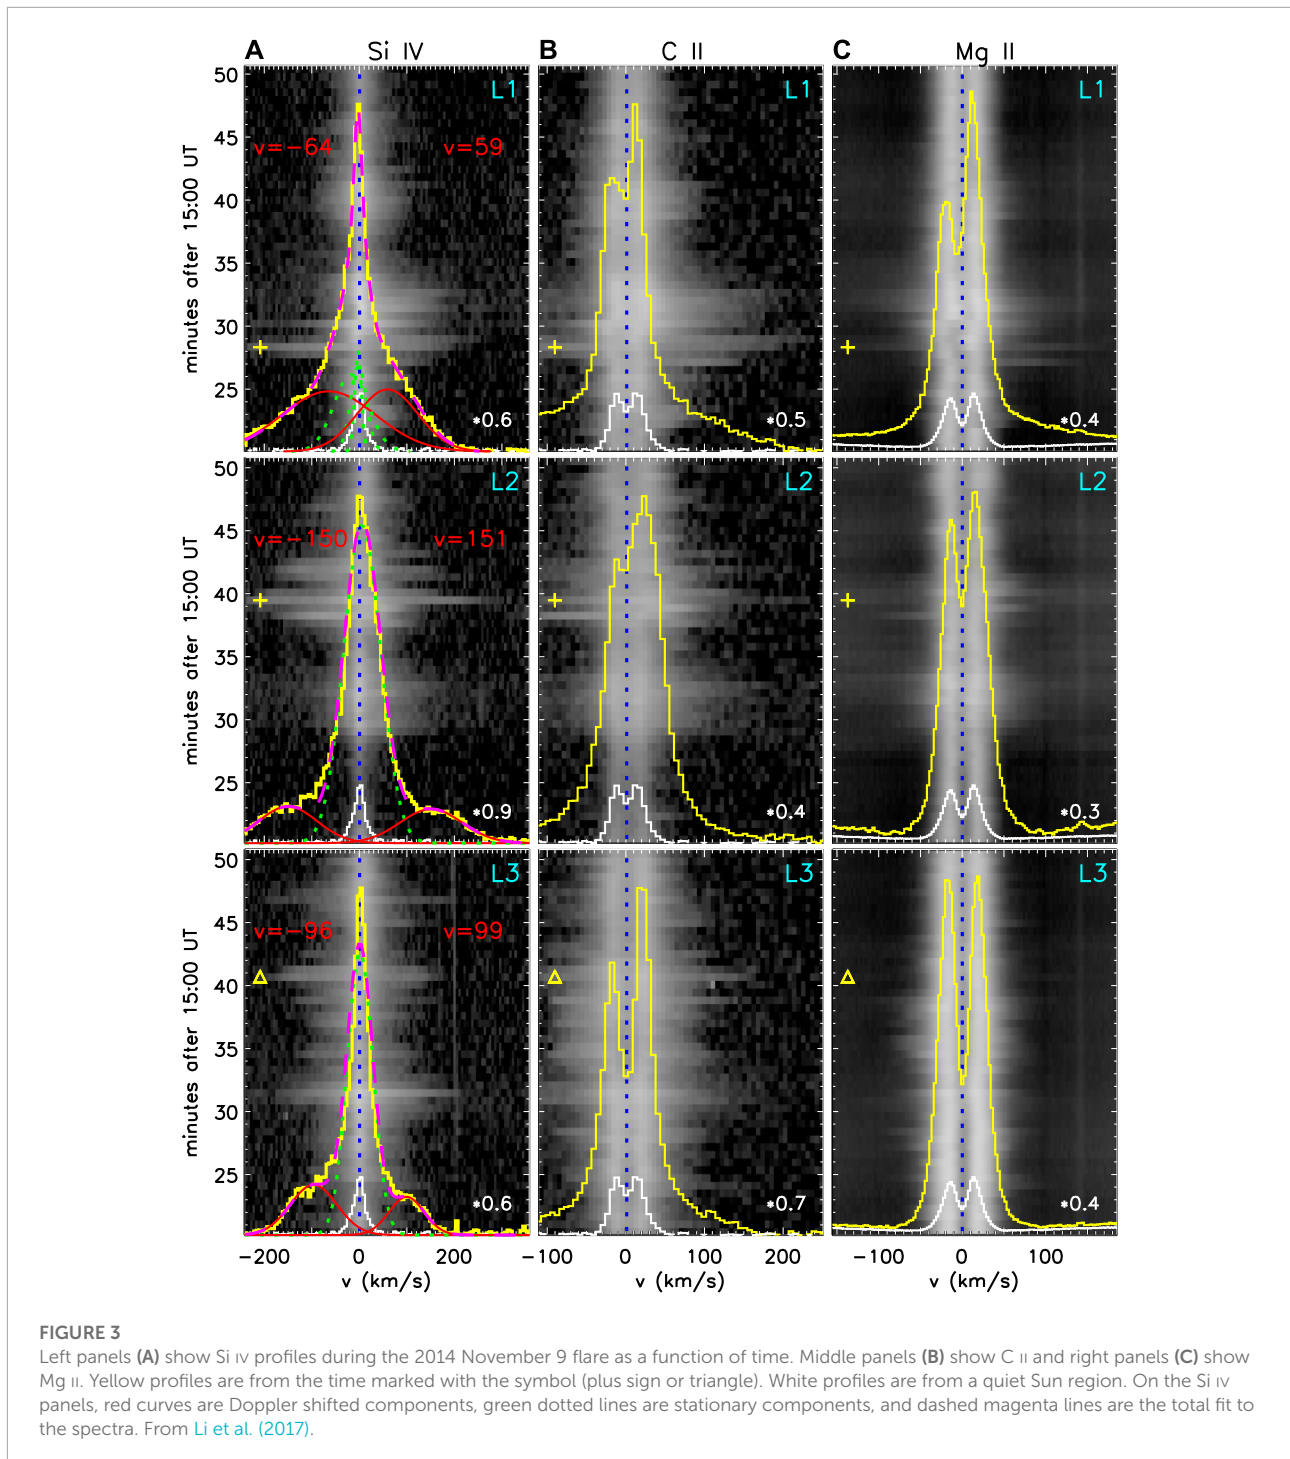 A Si IV B C II C Mg II
50 L1 L1 L1
45
v=−64 v=59
40
35
30
25
*0.6 *0.5 *0.4
minutes after 15:00 UT
50 L2 L2 L2
45
v=−150 v=151
40
35
30
25
*0.9 *0.4 *0.3
minutes after 15:00 UT
50 L3 L3 L3
45
v=−96 v=99
40
35
30
25
*0.6 *0.7 *0.4
minutes after 15:00 UT
−200 0 200 −100 0 100 200 −100 0 100
v (km/s) v (km/s) v (km/s)
FIGURE 3
Left panels (A) show Si IV profiles during the 2014 November 9 flare as a function of time. Middle panels (B) show C II and right panels (C) show
Mg II. Yellow profiles are from the time marked with the symbol (plus sign or triangle). White profiles are from a quiet Sun region. On the Si IV
panels, red curves are Doppler shifted components, green dotted lines are stationary components, and dashed magenta lines are the total fit to
the spectra. From Li et al. (2017).